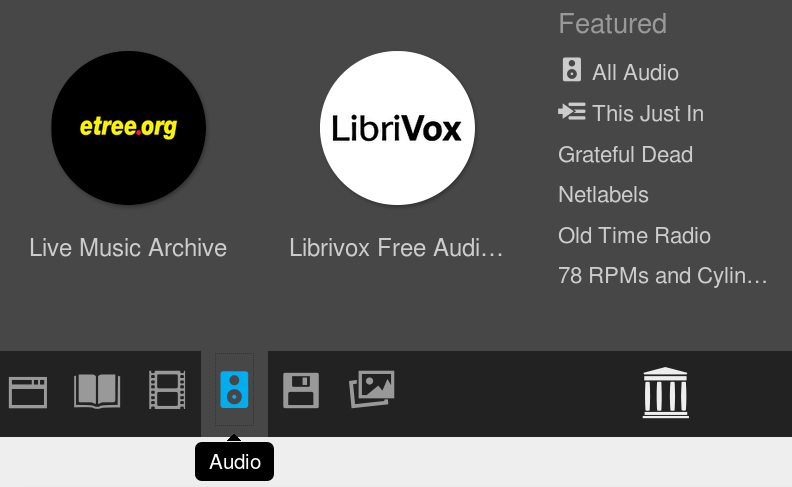 Featured
All Audio
This Just In
Grateful Dead
Netlabels
Old Time Radio
78 RPMs and Cylin…
etree.org
LibriVox
Live Music Archive
Librivox Free Audi…
Audio